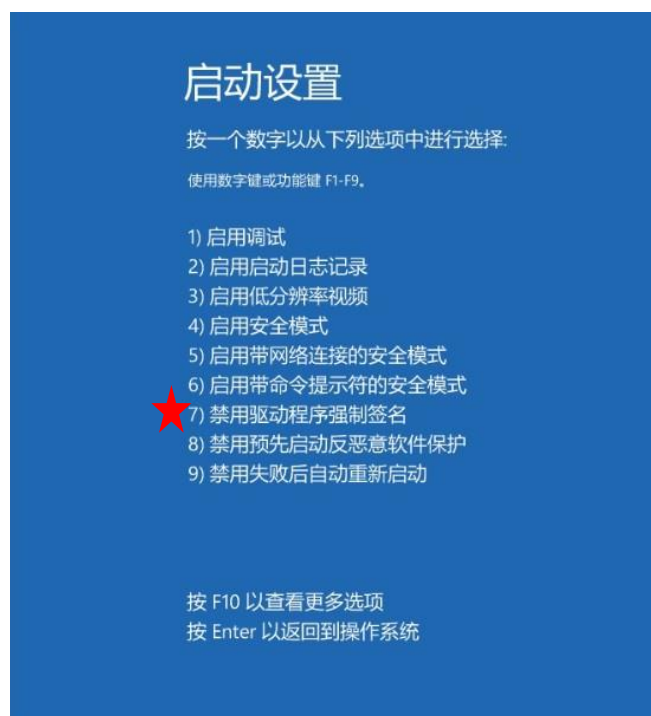 启动设置
按一个数字以从下列选项中进行选择:
使用数字键或功能键 F1-F9。
1) 启用调试
2) 启用启动日志记录
3) 启用低分辨率视频
4) 启用安全模式
5) 启用带网络连接的安全模式
6) 启用带命令提示符的安全模式
7) 禁用驱动程序强制签名
8) 禁用预先启动反恶意软件保护
9) 禁用失败后自动重新启动
按 F10 以查看更多选项
按 Enter 以返回到操作系统